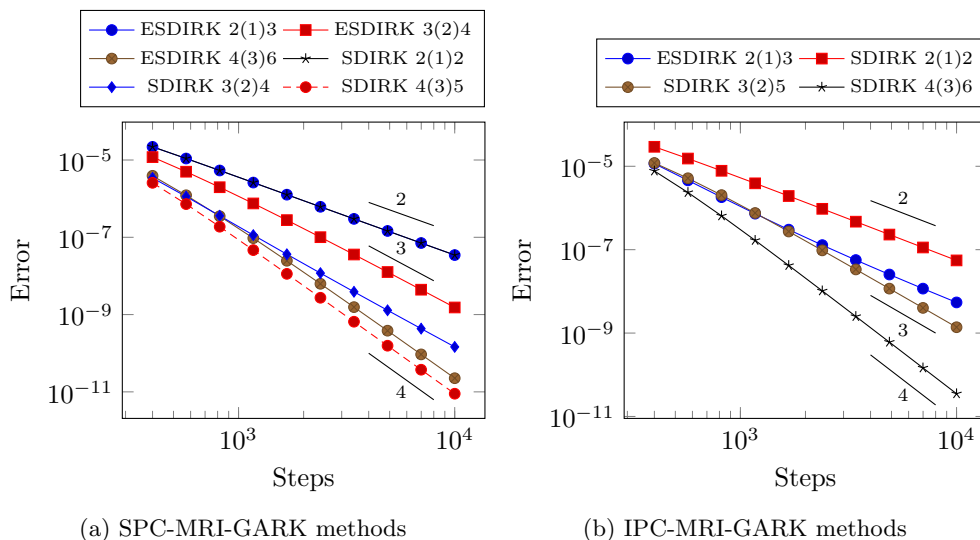 ESDIRK 2(1)3 ESDIRK 3(2)4
ESDIRK 4(3)6 SDIRK 2(1)2
SDIRK 3(2)4 SDIRK 4(3)5
10^−5
10^−7
10^−9
10^−11
Error
2
3
4
10^3 10^4
Steps
(a) SPC-MRI-GARK methods
ESDIRK 2(1)3 SDIRK 2(1)2
SDIRK 3(2)5 SDIRK 4(3)6
10^−5
10^−7
10^−9
10^−11
Error
2
3
4
10^3 10^4
Steps
(b) IPC-MRI-GARK methods